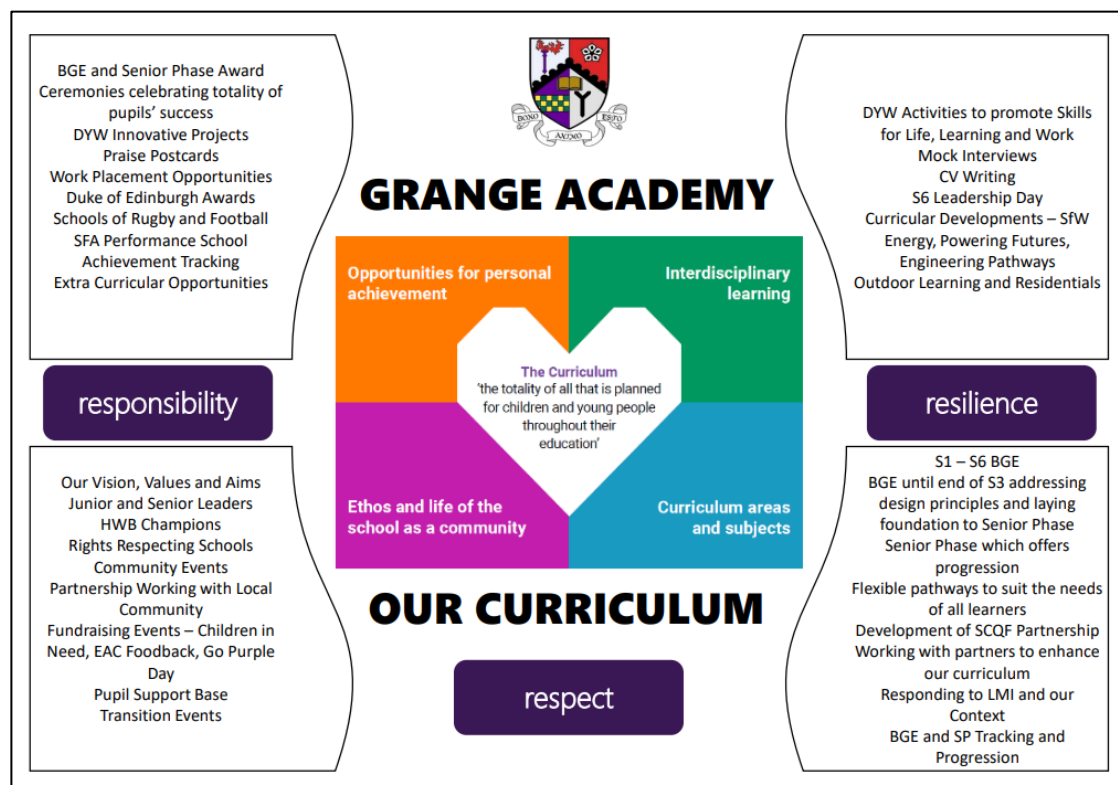 BGE and Senior Phase Award
Ceremonies celebrating totality of
pupils' success
DYW Innovative Projects
Praise Postcards
Work Placement Opportunities
Duke of Edinburgh Awards
Schools of Rugby and Football
SFA Performance School
Achievement Tracking
Extra Curricular Opportunities
responsibility
Our Vision, Values and Aims
Junior and Senior Leaders
HWB Champions
Rights Respecting Schools
Community Events
Partnership Working with Local
Community
Fundraising Events – Children in
Need, EAC Foodback, Go Purple
Day
Pupil Support Base
Transition Events
BONO ANIMO ESTO
GRANGE ACADEMY
Opportunities for personal
achievement
Interdisciplinary
learning
The Curriculum
'the totality of all that is planned
for children and young people
throughout their
education'
Ethos and life of the
school as a community
Curriculum areas
and subjects
OUR CURRICULUM
respect
DYW Activities to promote Skills
for Life, Learning and Work
Mock Interviews
CV Writing
S6 Leadership Day
Curricular Developments – SfW
Energy, Powering Futures,
Engineering Pathways
Outdoor Learning and Residentials
resilience
S1 – S6 BGE
BGE until end of S3 addressing
design principles and laying
foundation to Senior Phase
Senior Phase which offers
progression
Flexible pathways to suit the needs
of all learners
Development of SCQF Partnership
Working with partners to enhance
our curriculum
Responding to LMI and our
Context
BGE and SP Tracking and
Progression